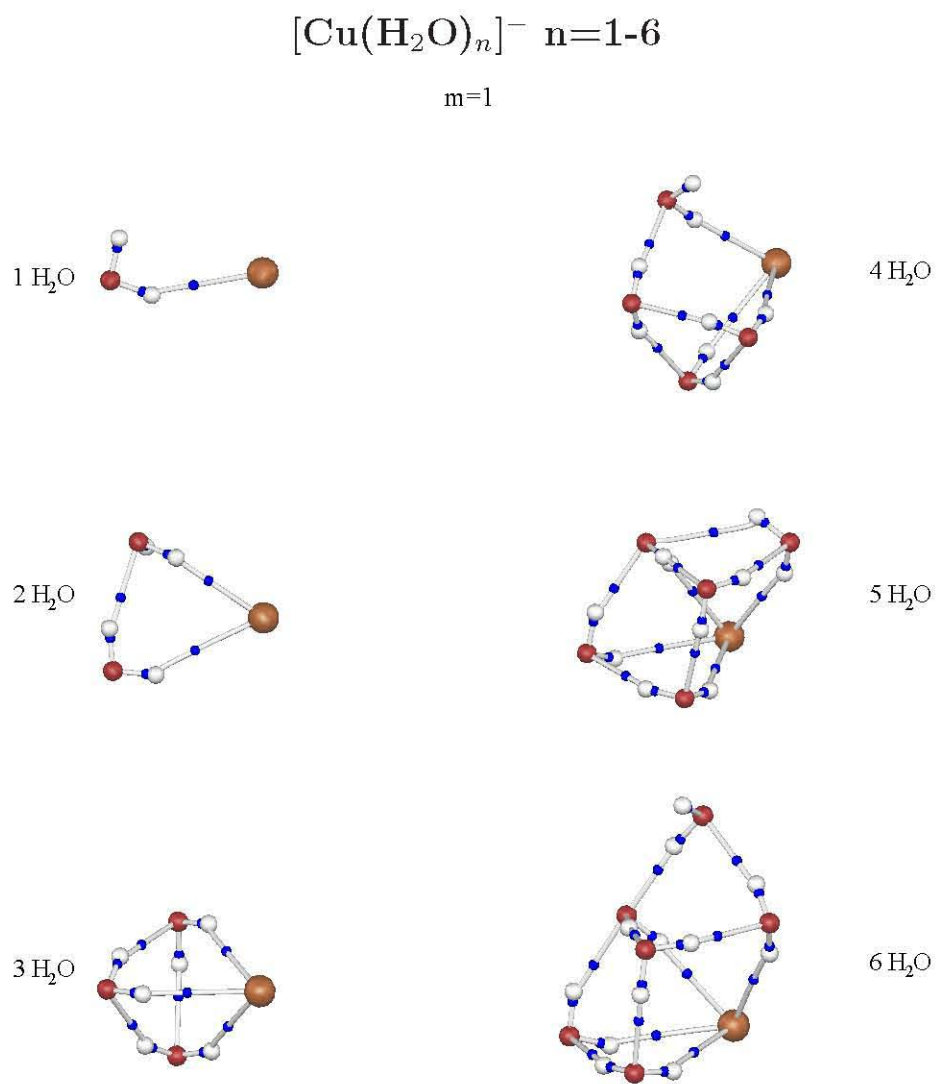 [Cu(H₂O)ₙ]⁻ n=1-6
m=1
1 H₂O
4 H₂O
2 H₂O
5 H₂O
3 H₂O
6 H₂O